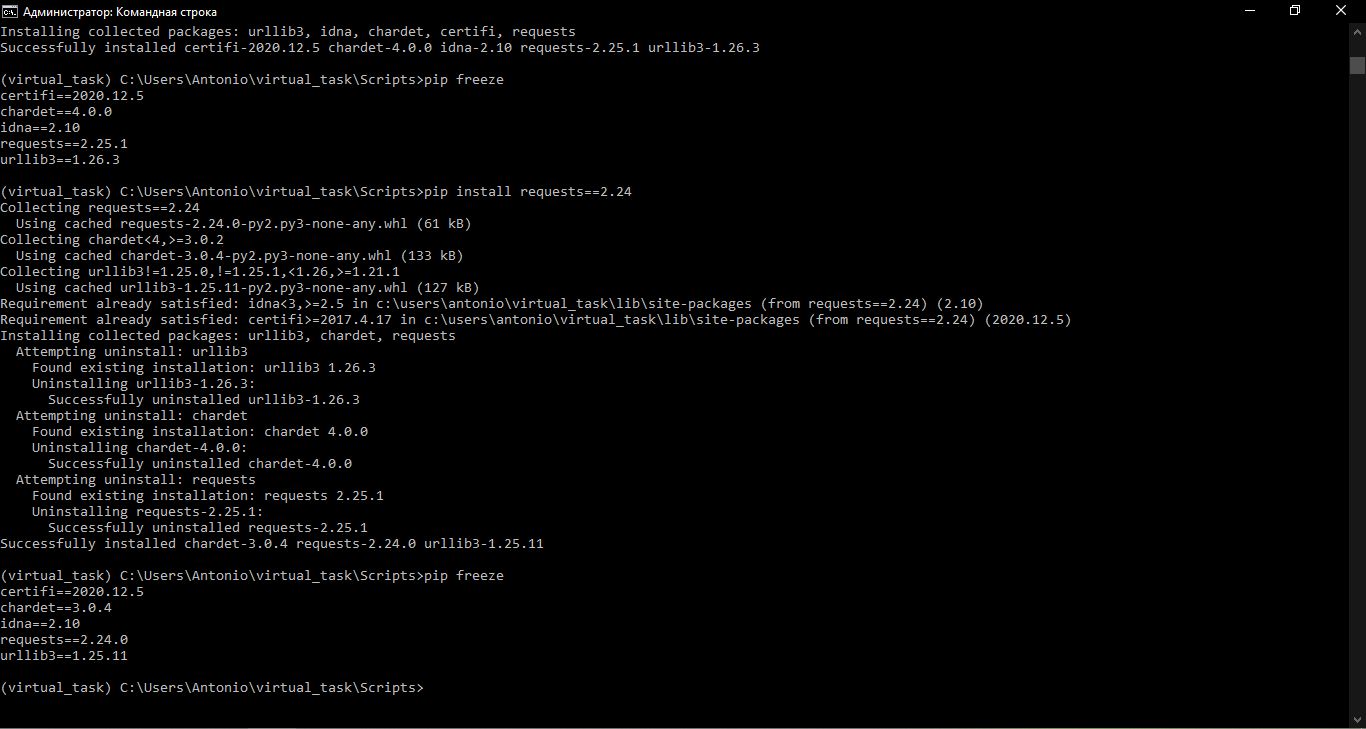 Администратор: Командная строка
Installing collected packages: urllib3, idna, chardet, certifi, requests
Successfully installed certifi-2020.12.5 chardet-4.0.0 idna-2.10 requests-2.25.1 urllib3-1.26.3
(virtual_task) C:\Users\Antonio\virtual_task\Scripts>pip freeze
certifi==2020.12.5
chardet==4.0.0
idna==2.10
requests==2.25.1
urllib3==1.26.3
(virtual_task) C:\Users\Antonio\virtual_task\Scripts>pip install requests==2.24
Collecting requests==2.24
  Using cached requests-2.24.0-py2.py3-none-any.whl (61 kB)
Collecting chardet<4,>=3.0.2
  Using cached chardet-3.0.4-py2.py3-none-any.whl (133 kB)
Collecting urllib3!=1.25.0,!=1.25.1,<1.26,>=1.21.1
  Using cached urllib3-1.25.11-py2.py3-none-any.whl (127 kB)
Requirement already satisfied: idna<3,>=2.5 in c:\users\antonio\virtual_task\lib\site-packages (from requests==2.24) (2.10)
Requirement already satisfied: certifi>=2017.4.17 in c:\users\antonio\virtual_task\lib\site-packages (from requests==2.24) (2020.12.5)
Installing collected packages: urllib3, chardet, requests
  Attempting uninstall: urllib3
    Found existing installation: urllib3 1.26.3
    Uninstalling urllib3-1.26.3:
      Successfully uninstalled urllib3-1.26.3
  Attempting uninstall: chardet
    Found existing installation: chardet 4.0.0
    Uninstalling chardet-4.0.0:
      Successfully uninstalled chardet-4.0.0
  Attempting uninstall: requests
    Found existing installation: requests 2.25.1
    Uninstalling requests-2.25.1:
      Successfully uninstalled requests-2.25.1
Successfully installed chardet-3.0.4 requests-2.24.0 urllib3-1.25.11
(virtual_task) C:\Users\Antonio\virtual_task\Scripts>pip freeze
certifi==2020.12.5
chardet==3.0.4
idna==2.10
requests==2.24.0
urllib3==1.25.11
(virtual_task) C:\Users\Antonio\virtual_task\Scripts>